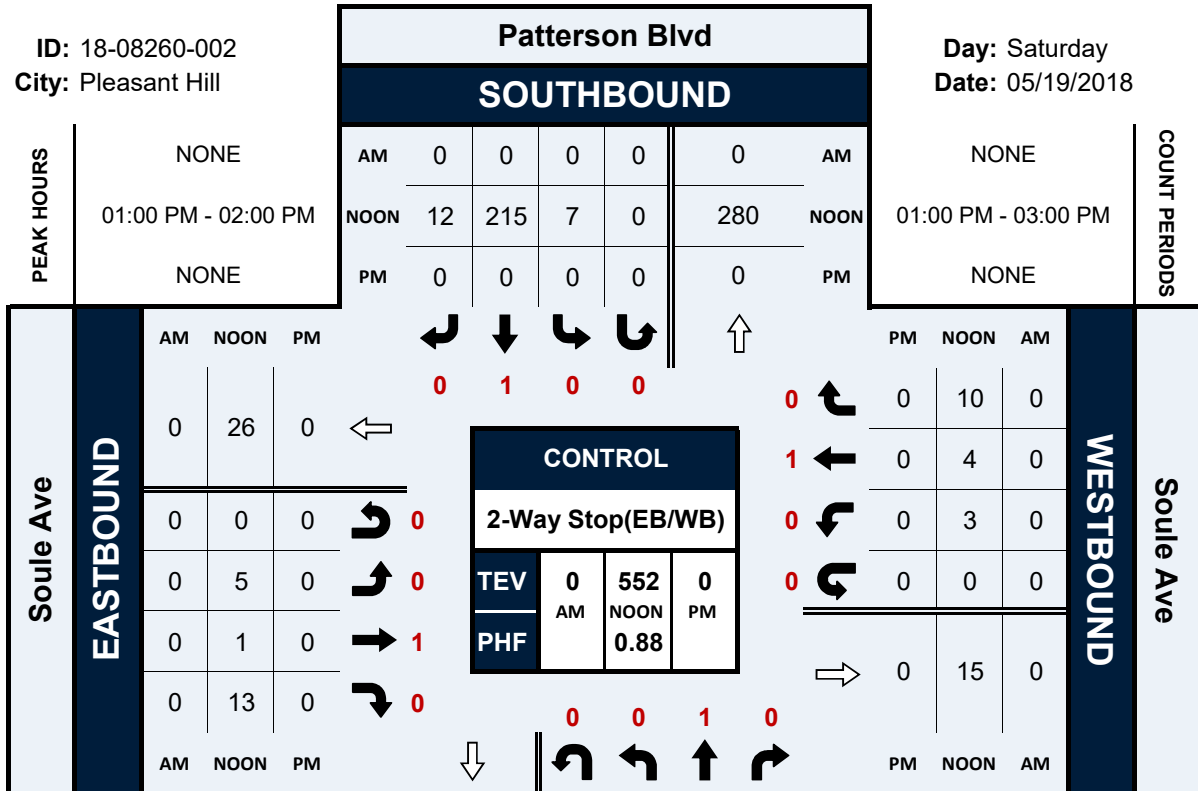 ID: 18-08260-002
City: Pleasant Hill
Patterson Blvd
SOUTHBOUND
Day: Saturday
Date: 05/19/2018
PEAK HOURS
NONE
01:00 PM - 02:00 PM
NONE
AM 0 0 0 0 0 AM
NOON 12 215 7 0 280 NOON
PM 0 0 0 0 0 PM
NONE
01:00 PM - 03:00 PM
NONE
COUNT PERIODS
0 1 0 0
Soule Ave
EASTBOUND
AM NOON PM
0 26 0
0 0 0 0
0 5 0 0
0 1 0 1
0 13 0 0
AM NOON PM
CONTROL
2-Way Stop(EB/WB)
TEV 0 552 0
AM NOON PM
PHF 0.88
PM NOON AM
0 0 10 0
1 0 4 0
0 0 3 0
0 0 0 0
0 15 0
PM NOON AM
WESTBOUND
Soule Ave
0 0 1 0